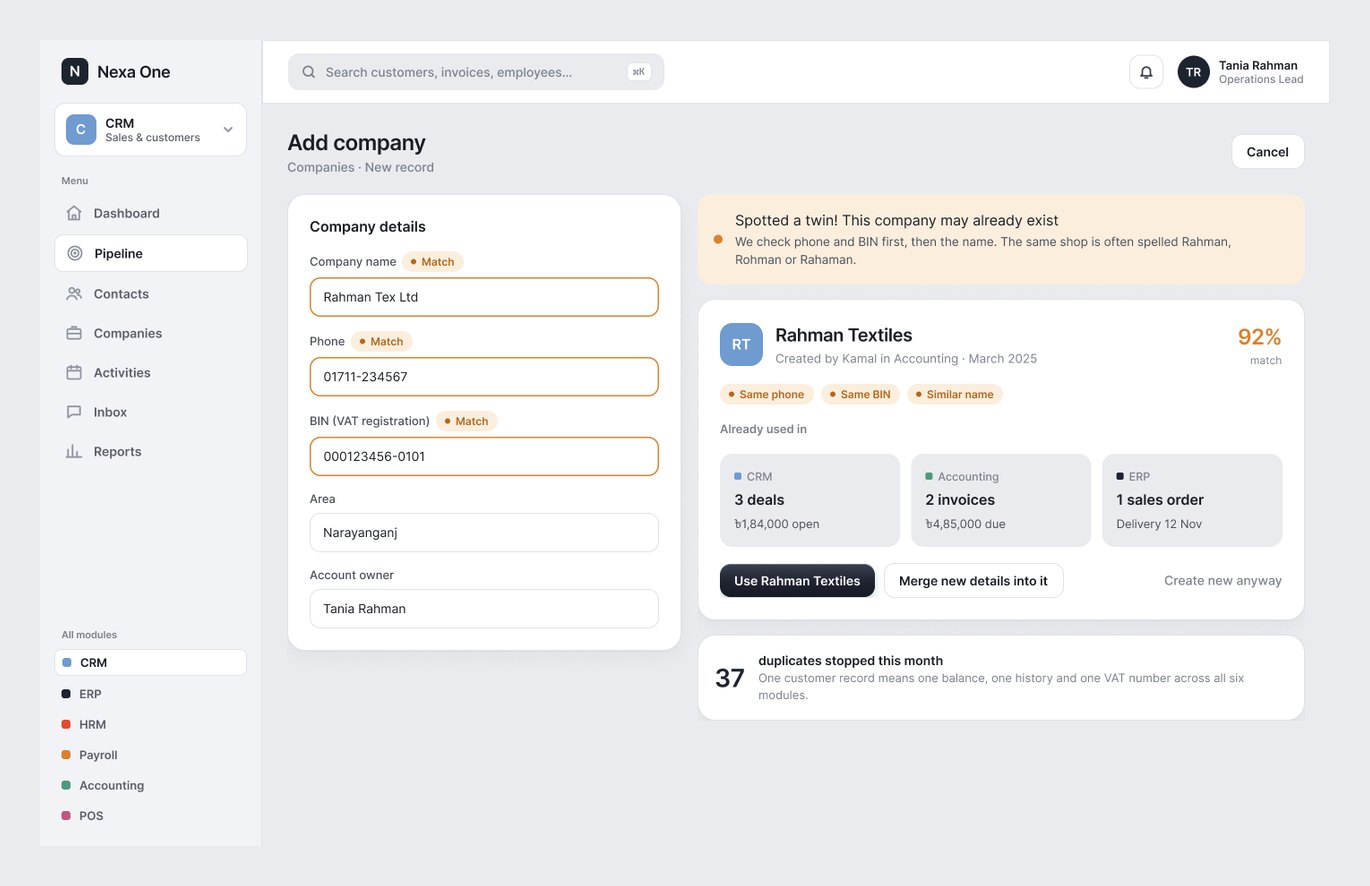 N Nexa One
C CRM
Sales & customers
Menu
Dashboard
Pipeline
Contacts
Companies
Activities
Inbox
Reports
All modules
CRM
ERP
HRM
Payroll
Accounting
POS
Search customers, invoices, employees... ⌘K
TR Tania Rahman
Operations Lead
Add company
Companies · New record
Cancel
Company details
Company name Match
Rahman Tex Ltd
Phone Match
01711-234567
BIN (VAT registration) Match
000123456-0101
Area
Narayanganj
Account owner
Tania Rahman
Spotted a twin! This company may already exist
We check phone and BIN first, then the name. The same shop is often spelled Rahman,
Rohman or Rahaman.
RT Rahman Textiles 92%
Created by Kamal in Accounting · March 2025 match
Same phone Same BIN Similar name
Already used in
CRM
3 deals
৳1,84,000 open
Accounting
2 invoices
৳4,85,000 due
ERP
1 sales order
Delivery 12 Nov
Use Rahman Textiles Merge new details into it Create new anyway
37 duplicates stopped this month
One customer record means one balance, one history and one VAT number across all six
modules.